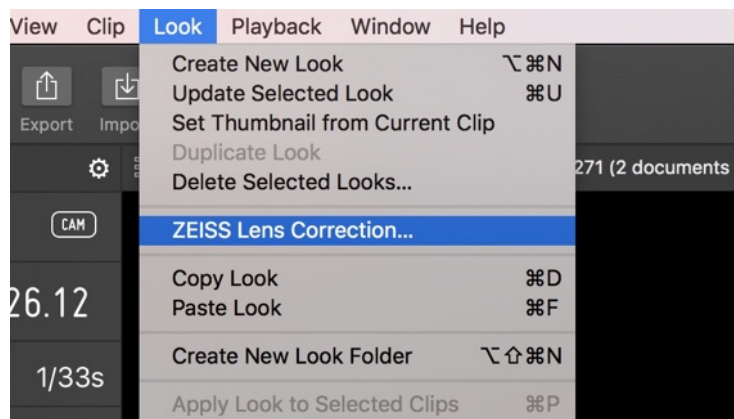 View Clip Look Playback Window Help
Create New Look ⌥⌘N
Update Selected Look ⌘U
Set Thumbnail from Current Clip
Duplicate Look
Delete Selected Looks...
ZEISS Lens Correction...
Copy Look ⌘D
Paste Look ⌘F
Create New Look Folder ⌥⇧⌘N
Apply Look to Selected Clips ⌘P
Export Impo
271 (2 documents
CAM
26.12
1/33s